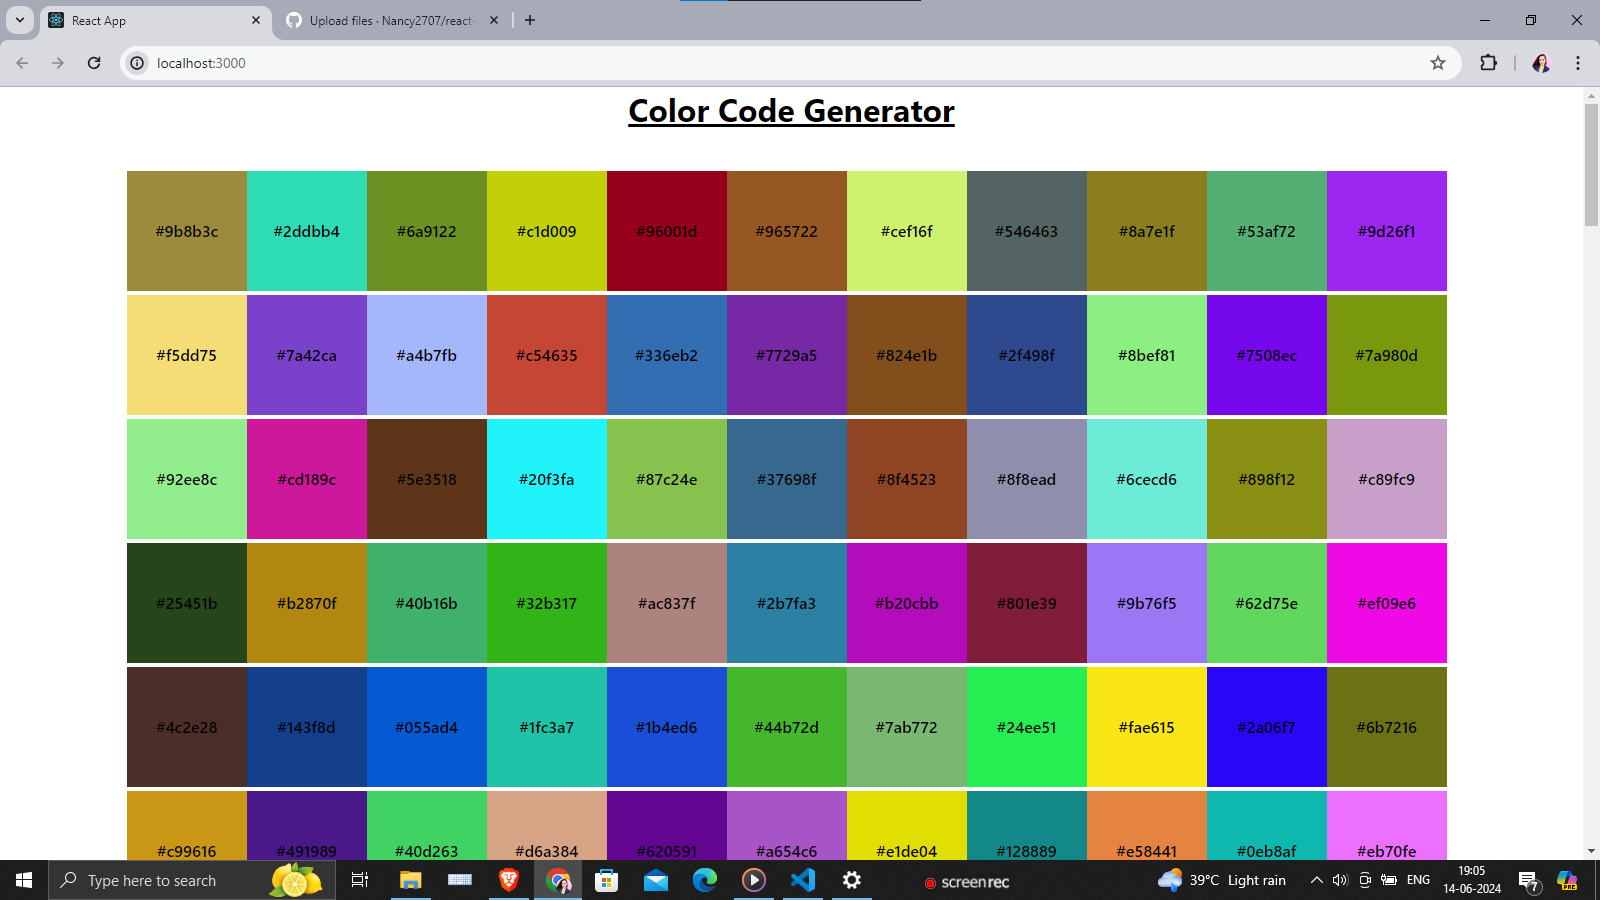 React App
Upload files · Nancy2707/react-
localhost:3000
Color Code Generator
#9b8b3c #2ddbb4 #6a9122 #c1d009 #96001d #965722 #cef16f #546463 #8a7e1f #53af72 #9d26f1
#f5dd75 #7a42ca #a4b7fb #c54635 #336eb2 #7729a5 #824e1b #2f498f #8bef81 #7508ec #7a980d
#92ee8c #cd189c #5e3518 #20f3fa #87c24e #37698f #8f4523 #8f8ead #6cecd6 #898f12 #c89fc9
#25451b #b2870f #40b16b #32b317 #ac837f #2b7fa3 #b20cbb #801e39 #9b76f5 #62d75e #ef09e6
#4c2e28 #143f8d #055ad4 #1fc3a7 #1b4ed6 #44b72d #7ab772 #24ee51 #fae615 #2a06f7 #6b7216
#c99616 #491989 #40d263 #d6a384 #620591 #a654c6 #e1de04 #128889 #e58441 #0eb8af #eb70fe
Type here to search
screenrec
39°C Light rain
ENG
19:05
14-06-2024
7
PRE